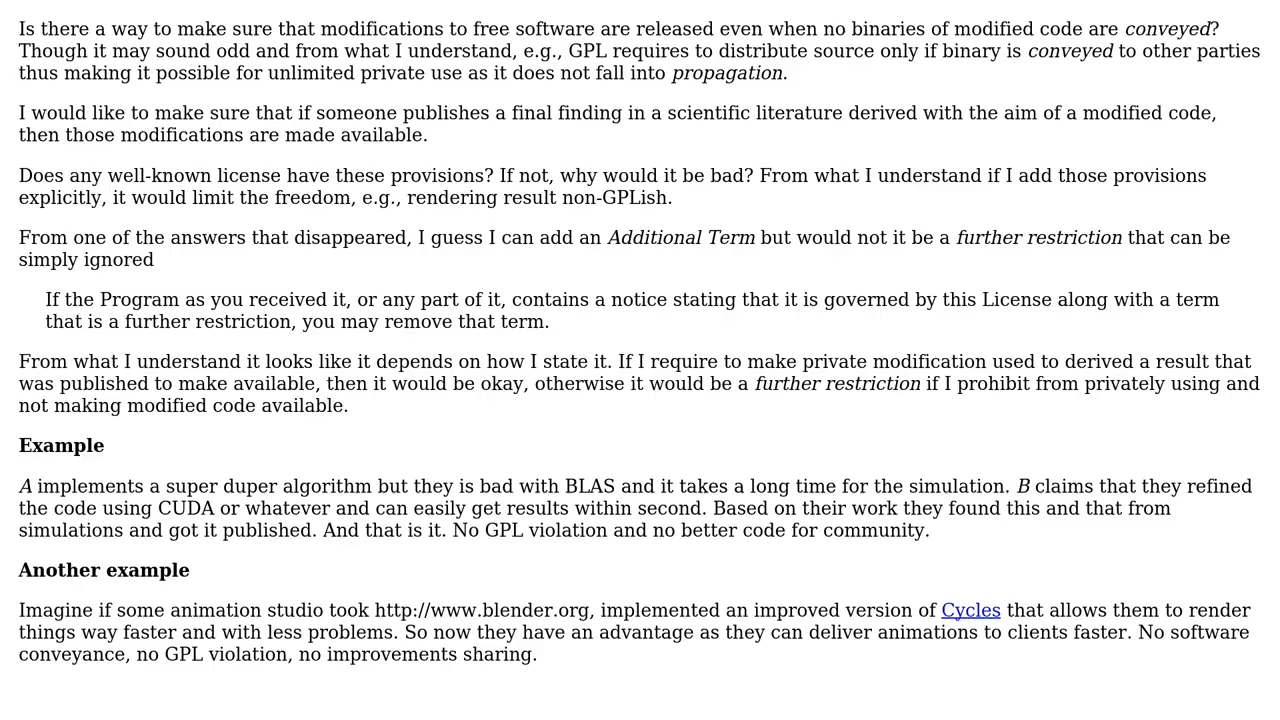 Is there a way to make sure that modifications to free software are released even when no binaries of modified code are conveyed?
Though it may sound odd and from what I understand, e.g., GPL requires to distribute source only if binary is conveyed to other parties
thus making it possible for unlimited private use as it does not fall into propagation.
I would like to make sure that if someone publishes a final finding in a scientific literature derived with the aim of a modified code,
then those modifications are made available.
Does any well-known license have these provisions? If not, why would it be bad? From what I understand if I add those provisions
explicitly, it would limit the freedom, e.g., rendering result non-GPLish.
From one of the answers that disappeared, I guess I can add an Additional Term but would not it be a further restriction that can be
simply ignored
If the Program as you received it, or any part of it, contains a notice stating that it is governed by this License along with a term
that is a further restriction, you may remove that term.
From what I understand it looks like it depends on how I state it. If I require to make private modification used to derived a result that
was published to make available, then it would be okay, otherwise it would be a further restriction if I prohibit from privately using and
not making modified code available.
Example
A implements a super duper algorithm but they is bad with BLAS and it takes a long time for the simulation. B claims that they refined
the code using CUDA or whatever and can easily get results within second. Based on their work they found this and that from
simulations and got it published. And that is it. No GPL violation and no better code for community.
Another example
Imagine if some animation studio took http://www.blender.org, implemented an improved version of Cycles that allows them to render
things way faster and with less problems. So now they have an advantage as they can deliver animations to clients faster. No software
conveyance, no GPL violation, no improvements sharing.